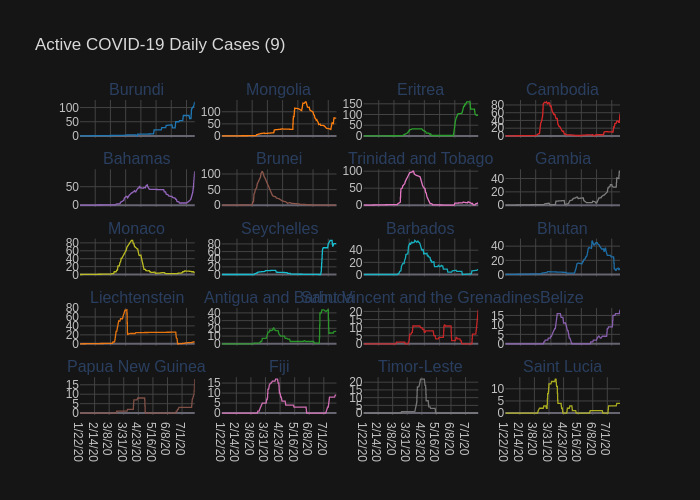 Active COVID-19 Daily Cases (9)
Burundi Mongolia Eritrea Cambodia
100 50 0 100 50 0 150 100 50 0 80 60 40 20 0
Bahamas Brunei Trinidad and Tobago Gambia
50 0 100 50 0 100 50 0 40 20 0
Monaco Seychelles Barbados Bhutan
80 60 40 20 0 80 60 40 20 0 40 20 0 40 20 0
Liechtenstein Antigua and Barbuda Saint Vincent and the Grenadines Belize
80 60 40 20 0 40 30 20 10 0 20 15 10 5 0 15 10 5 0
Papua New Guinea Fiji Timor-Leste Saint Lucia
15 10 5 0 15 10 5 0 20 15 10 5 0 10 5 0
1/22/20 2/14/20 3/8/20 3/31/20 4/23/20 5/16/20 6/8/20 7/1/20 1/22/20 2/14/20 3/8/20 3/31/20 4/23/20 5/16/20 6/8/20 7/1/20 1/22/20 2/14/20 3/8/20 3/31/20 4/23/20 5/16/20 6/8/20 7/1/20 1/22/20 2/14/20 3/8/20 3/31/20 4/23/20 5/16/20 6/8/20 7/1/20